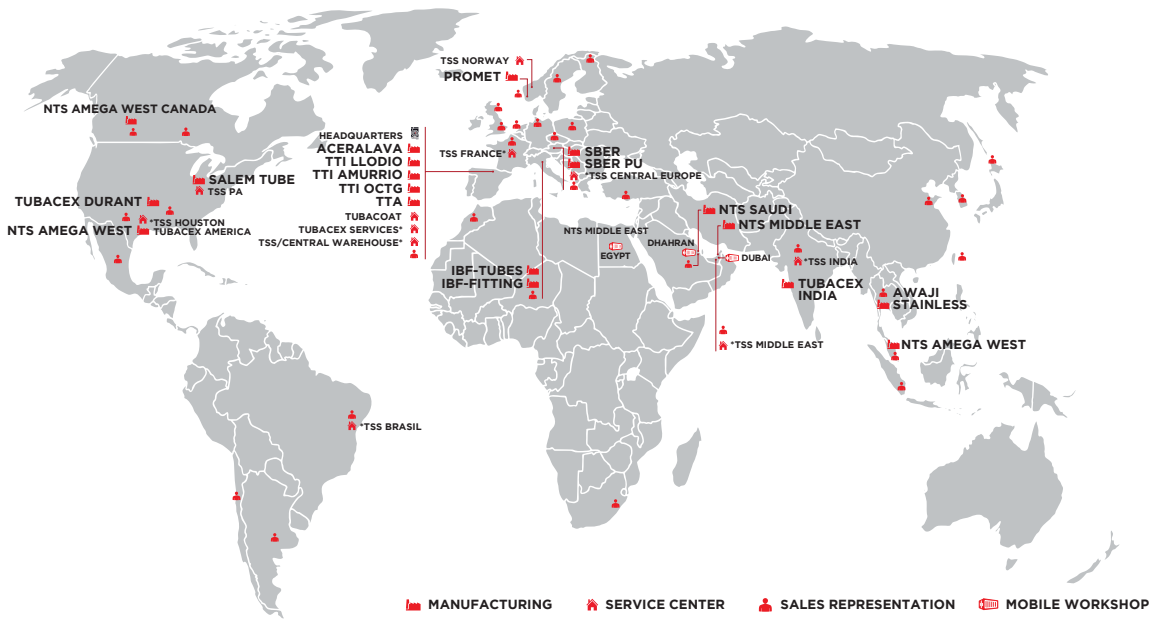 TSS NORWAY
PROMET
NTS AMEGA WEST CANADA
HEADQUARTERS
ACERALAVA
TTI LLODIO
TTI AMURRIO
TTI OCTG
TTA
TUBACOAT
TUBACEX SERVICES*
TSS/CENTRAL WAREHOUSE*
TSS FRANCE*
SBER
SBER PU
*TSS CENTRAL EUROPE
SALEM TUBE
TSS PA
TUBACEX DURANT
*TSS HOUSTON
NTS AMEGA WEST
TUBACEX AMERICA
IBF-TUBES
IBF-FITTING
NTS MIDDLE EAST
EGYPT
NTS SAUDI
NTS MIDDLE EAST
DHAHRAN
DUBAI
*TSS INDIA
TUBACEX
INDIA
AWAJI
STAINLESS
*TSS MIDDLE EAST
NTS AMEGA WEST
*TSS BRASIL
MANUFACTURING
SERVICE CENTER
SALES REPRESENTATION
MOBILE WORKSHOP